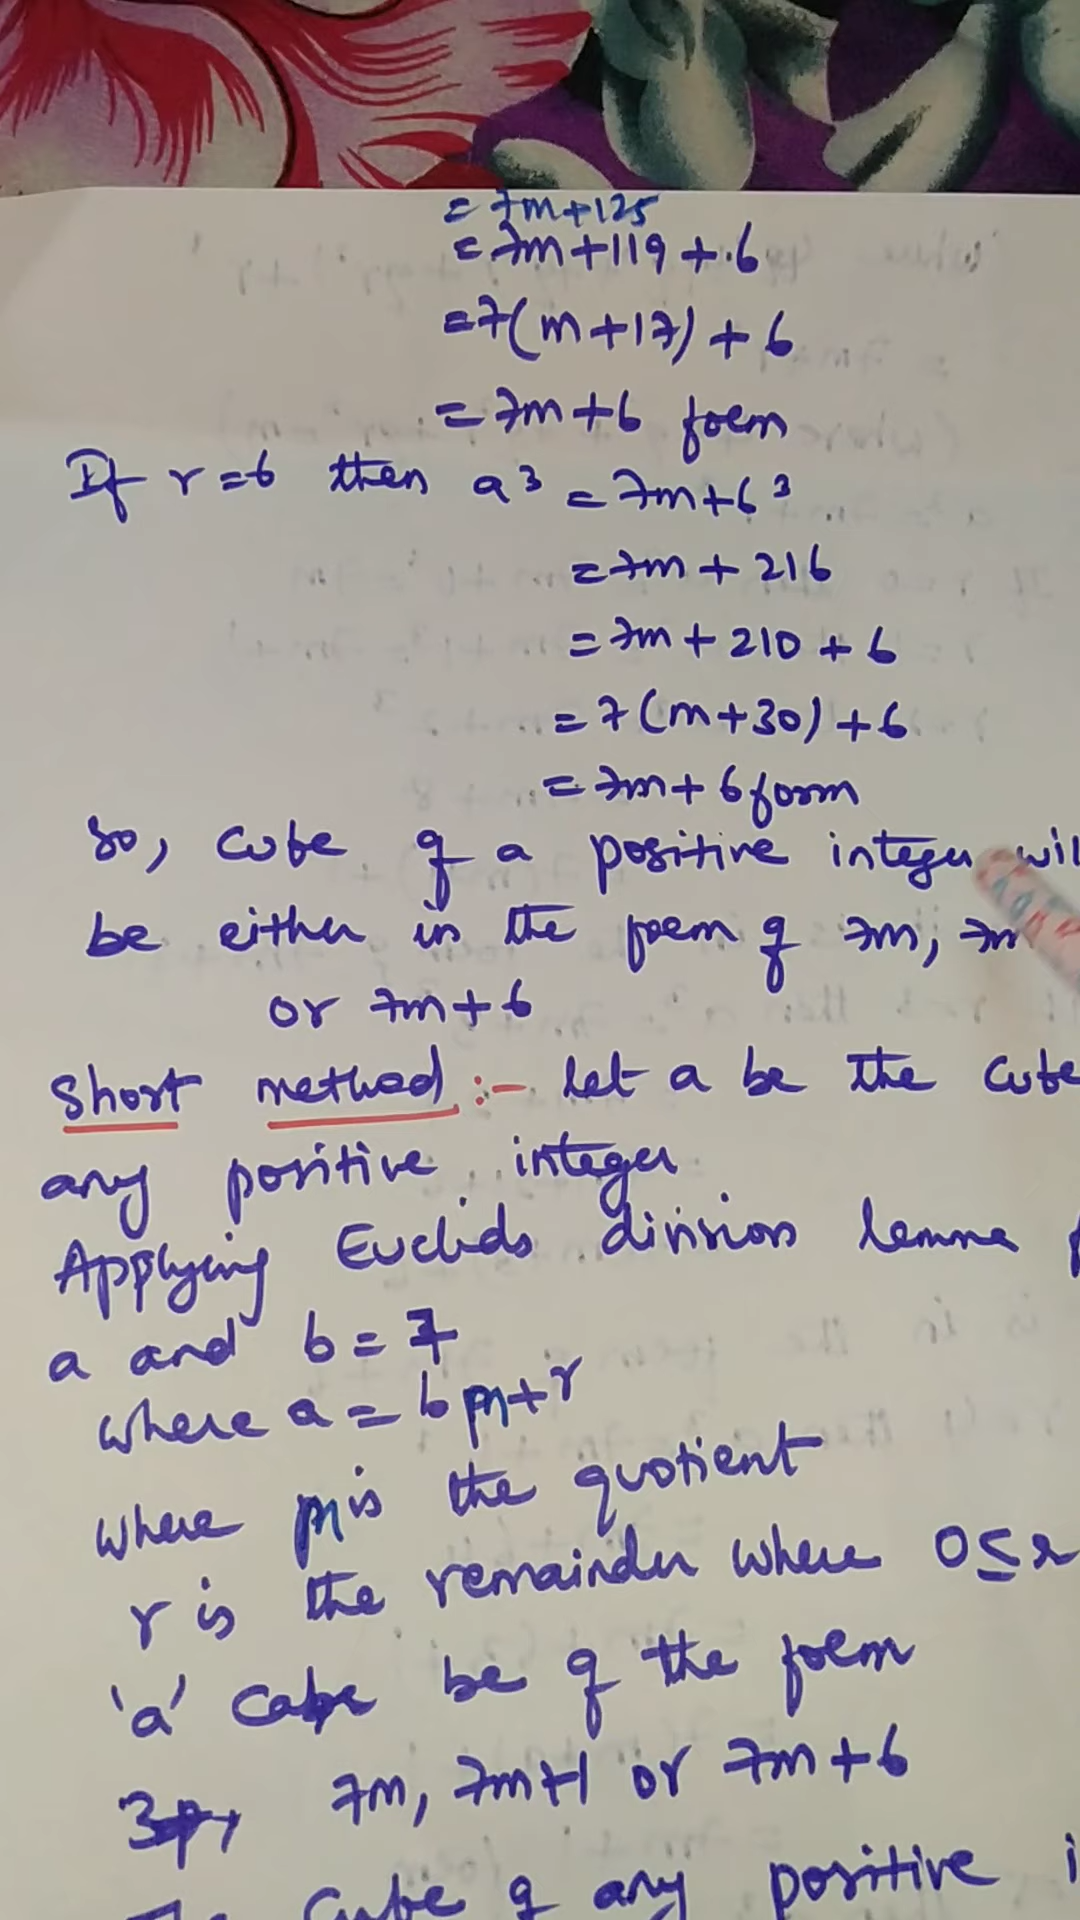 = 7m+125
= 7m+119+6
=7(m+17)+6
= 7m+6 form
If r=6 then a³ = 7m+6³
=7m+216
=7m+210+6
=7(m+30)+6
=7m+6 form
So, cube of a positive integer will
be either in the form of 7m, 7m
or 7m+6
Short method :- Let a be the cube
any positive integer
Applying Euclids division lemma
a and b=7
where a=bm+r
where m is the quotient
r is the remainder where 0≤r
'a' be of the form
7m, 7m+1 or 7m+6
cube of any positive i